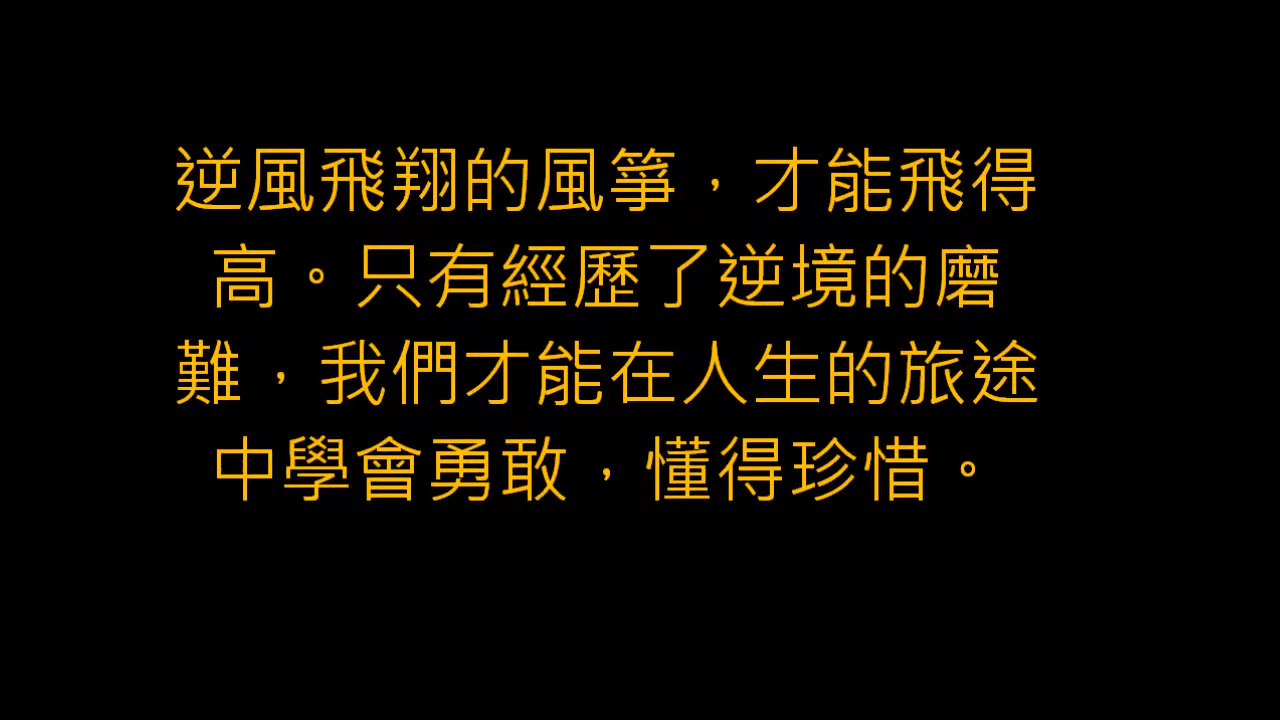 逆風飛翔的風箏，才能飛得
高。只有經歷了逆境的磨
難，我們才能在人生的旅途
中學會勇敢，懂得珍惜。